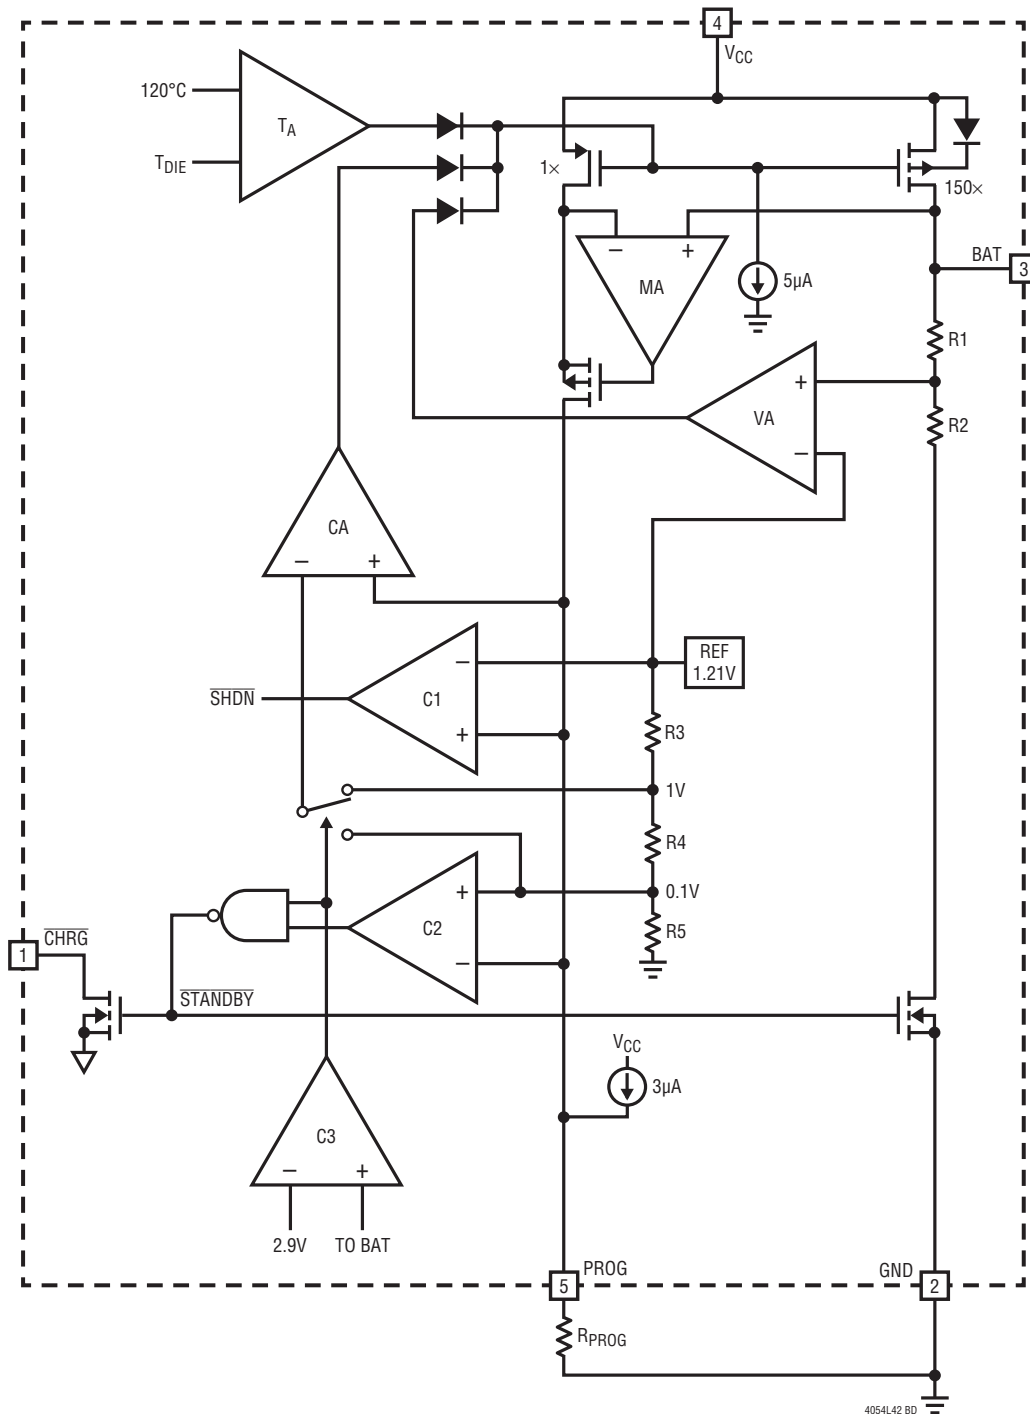 4
VCC
120°C
TA
TDIE
1×
150×
– +
MA
5µA
BAT
3
R1
+
VA
–
R2
CA
– +
REF
1.21V
–
C1
+
SHDN
R3
1V
R4
+
0.1V
C2
–
R5
1
CHRG
STANDBY
VCC
3µA
C3
– +
2.9V
TO BAT
PROG
5
GND
2
RPROG
4054L42 BD